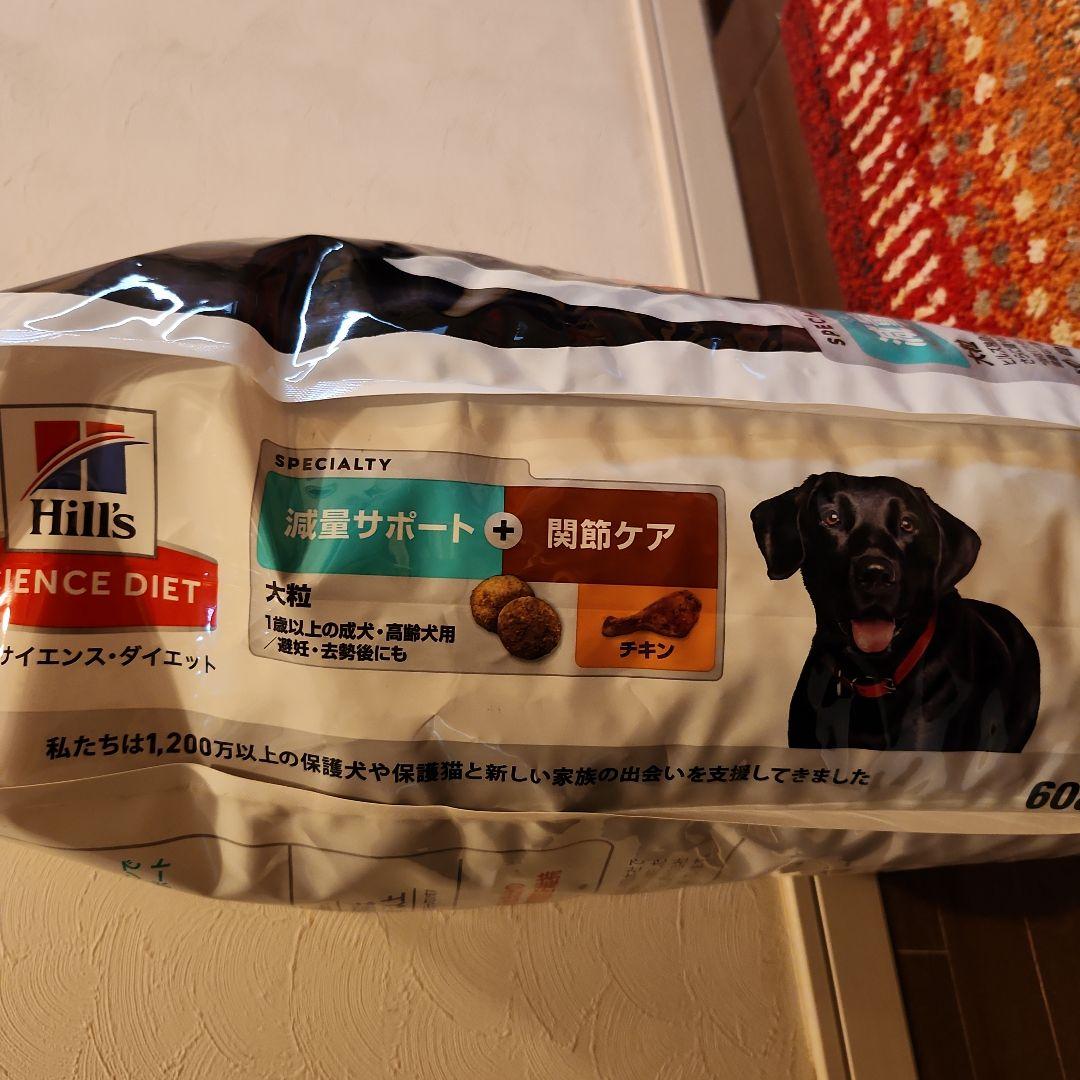 SPECIALTY
Hill's
IENCE DIET
サイエンス・ダイエット
SPECIALTY
減量サポート + 関節ケア
大粒
1歳以上の成犬・高齢犬用
/避妊・去勢後にも
チキン
私たちは1,200万以上の保護犬や保護猫と新しい家族の出会いを支援してきました